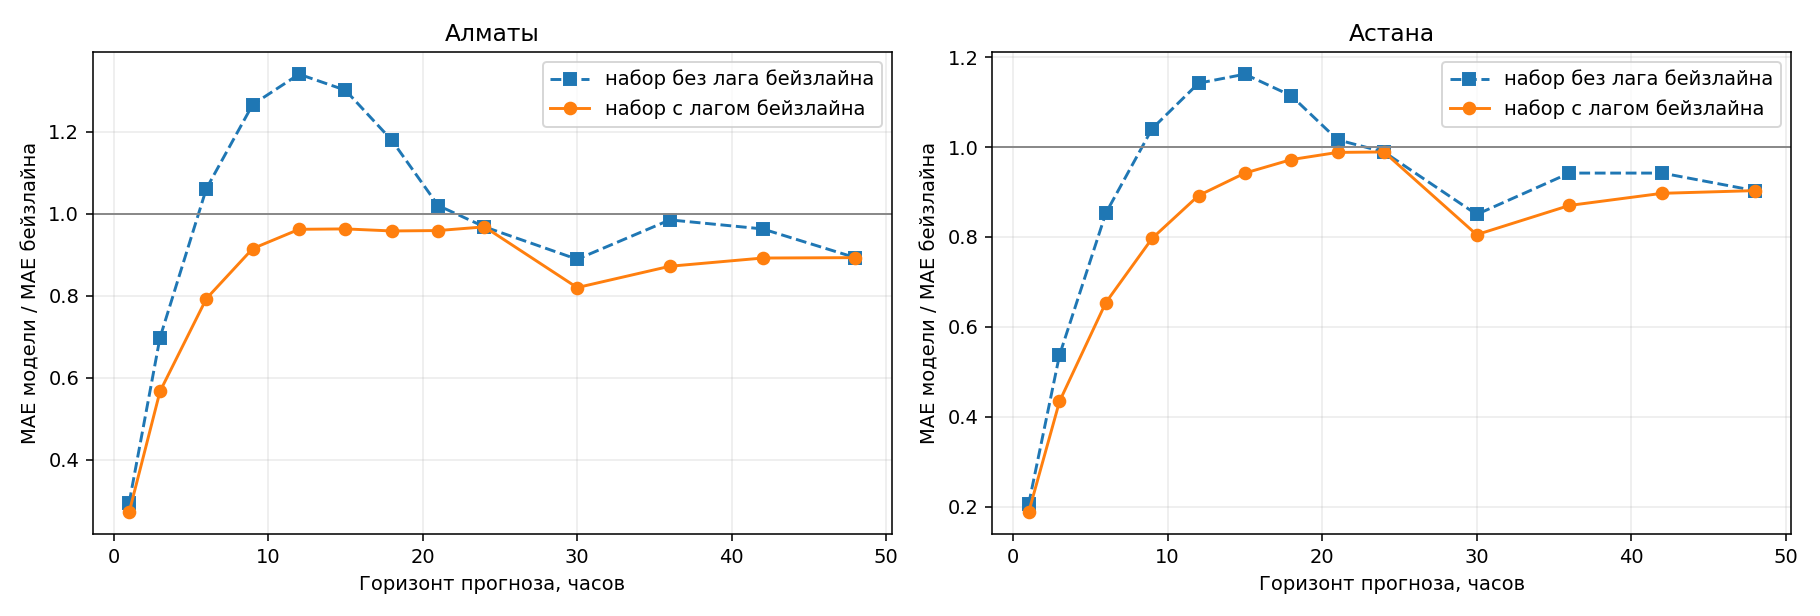 Алматы
MAE модели / MAE бейзлайна
1.2
1.0
0.8
0.6
0.4
набор без лага бейзлайна
набор с лагом бейзлайна
0
10
20
30
40
50
Горизонт прогноза, часов
Астана
MAE модели / MAE бейзлайна
1.2
1.0
0.8
0.6
0.4
0.2
набор без лага бейзлайна
набор с лагом бейзлайна
0
10
20
30
40
50
Горизонт прогноза, часов